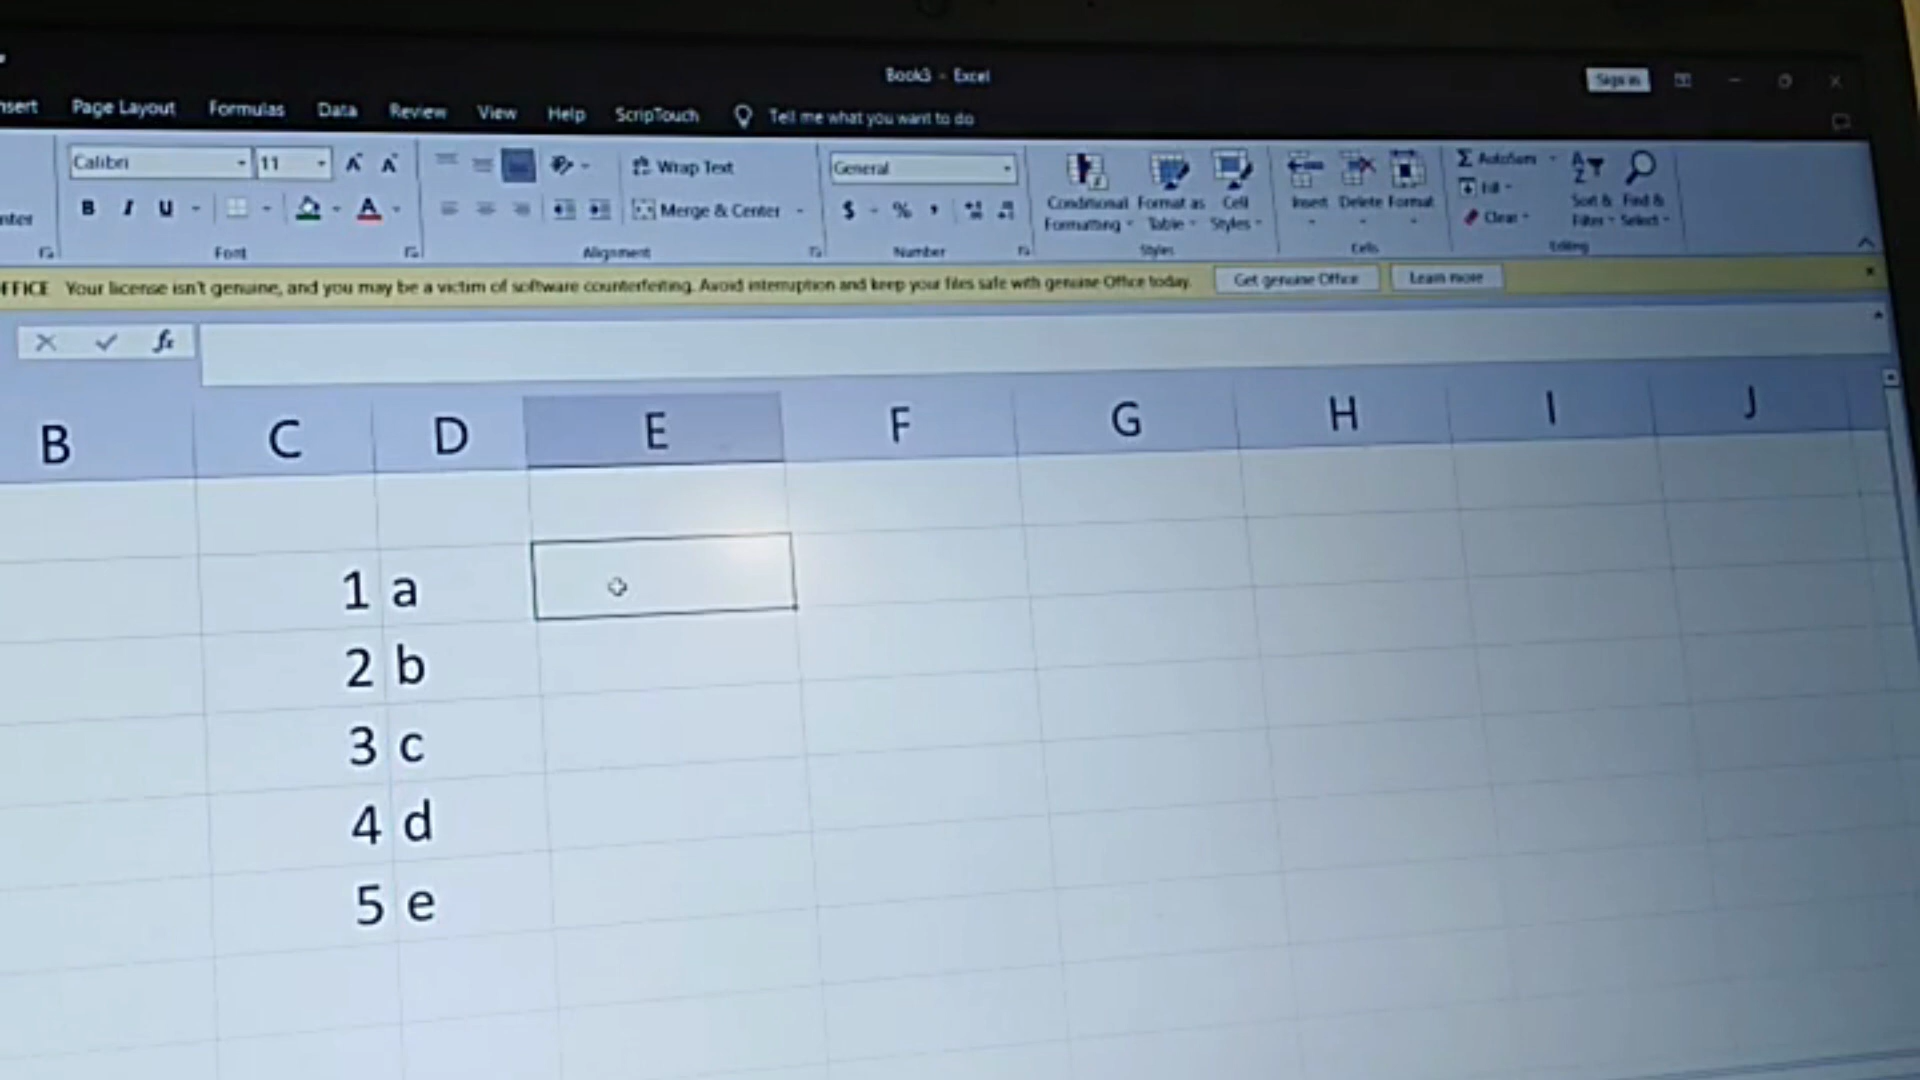 Book3 - Excel
Sign in
nsert Page Layout Formulas Data Review View Help ScripTouch Tell me what you want to do
Calibri 11 A A Wrap Text General Conditional Formatting Format as Table Cell Styles Insert Delete Format AutoSum Fill Clear Sort & Filter Find & Select
nter B I U A Merge & Center $ % ,
Font Alignment Number Styles Cells Editing
FFICE Your license isn't genuine, and you may be a victim of software counterfeiting. Avoid interruption and keep your files safe with genuine Office today. Get genuine Office Learn more
fx
B C D E F G H I J
1 a
2 b
3 c
4 d
5 e